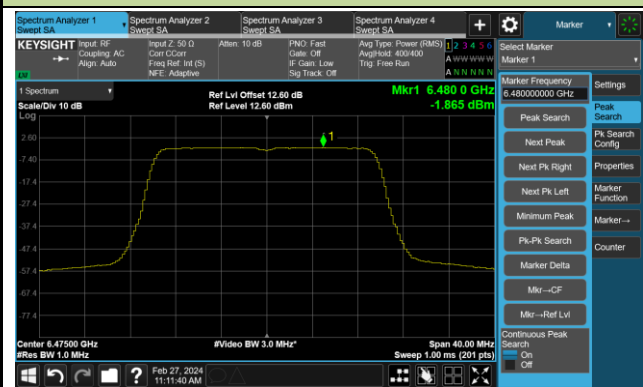 Spectrum Analyzer 1
Swept SA
Spectrum Analyzer 2
Swept SA
Spectrum Analyzer 3
Swept SA
Spectrum Analyzer 4
Swept SA
+
Marker
KEYSIGHT
Input: RF
Coupling: AC
Align: Auto
Input Z: 50 Ω
Corr CCorr
Freq Ref: Int (S)
NFE: Adaptive
Atten: 10 dB
PNO: Fast
Gate: Off
IF Gain: Low
Sig Track: Off
Avg Type: Power (RMS)
Avg|Hold: 400/400
Trig: Free Run
1 2 3 4 5 6
A W W W W W
A N N N N N
Select Marker
Marker 1
1 Spectrum
Scale/Div 10 dB
Log
Ref Lvl Offset 12.60 dB
Ref Level 12.60 dBm
Mkr1 6.480 0 GHz
-1.865 dBm
1
2.60
-7.40
-17.4
-27.4
-37.4
-47.4
-57.4
-67.4
-77.4
Center 6.47500 GHz
#Res BW 1.0 MHz
#Video BW 3.0 MHz*
Span 40.00 MHz
Sweep 1.00 ms (201 pts)
Marker Frequency
6.480000000 GHz
Peak Search
Next Peak
Next Pk Right
Next Pk Left
Minimum Peak
Pk-Pk Search
Marker Delta
Mkr→CF
Mkr→Ref Lvl
Continuous Peak
Search
On
Off
Settings
Peak
Search
Pk Search
Config
Properties
Marker
Function
Marker→
Counter
?
Feb 27, 2024
11:11:40 AM